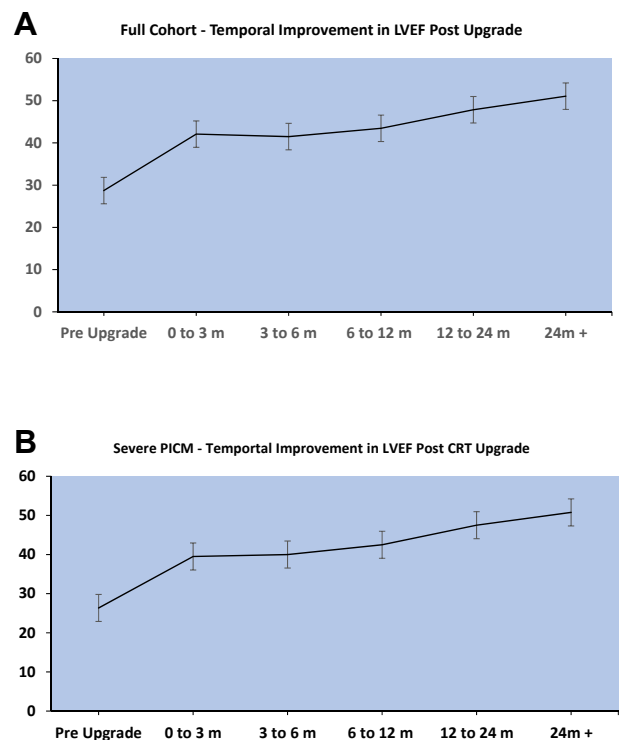 A
Full Cohort - Temporal Improvement in LVEF Post Upgrade
60
50
40
30
20
10
0
Pre Upgrade 0 to 3 m 3 to 6 m 6 to 12 m 12 to 24 m 24m +
B
Severe PICM - Temportal Improvement in LVEF Post CRT Upgrade
60
50
40
30
20
10
0
Pre Upgrade 0 to 3 m 3 to 6 m 6 to 12 m 12 to 24 m 24m +